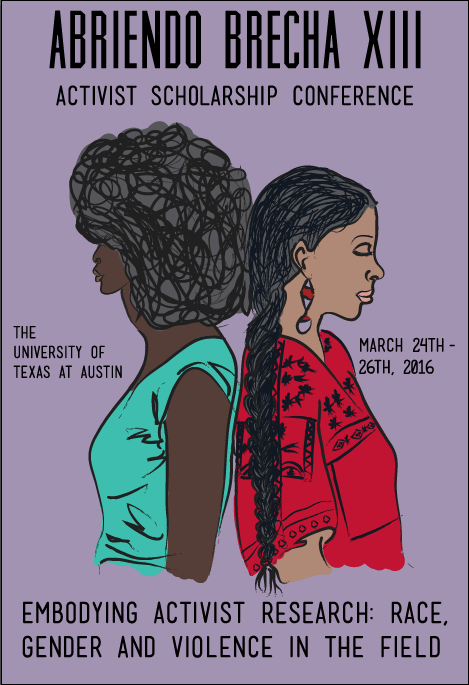 ABRIENDO BRECHA XIII
ACTIVIST SCHOLARSHIP CONFERENCE
THE
UNIVERSITY OF
TEXAS AT AUSTIN
MARCH 24TH -
26TH, 2016
EMBODYING ACTIVIST RESEARCH: RACE,
GENDER AND VIOLENCE IN THE FIELD